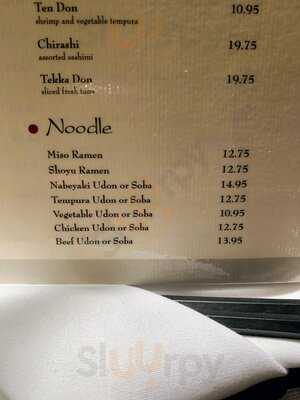 Ten Don 10.95
shrimp and vegetable tempura
Chirashi 19.75
assorted sashimi
Tekka Don 19.75
sliced fresh tuna
Noodle
Miso Ramen 12.75
Shoyu Ramen 12.75
Nabeyaki Udon or Soba 14.95
Tempura Udon or Soba 12.75
Vegetable Udon or Soba 10.95
Chicken Udon or Soba 12.75
Beef Udon or Soba 13.95
Sluurpy